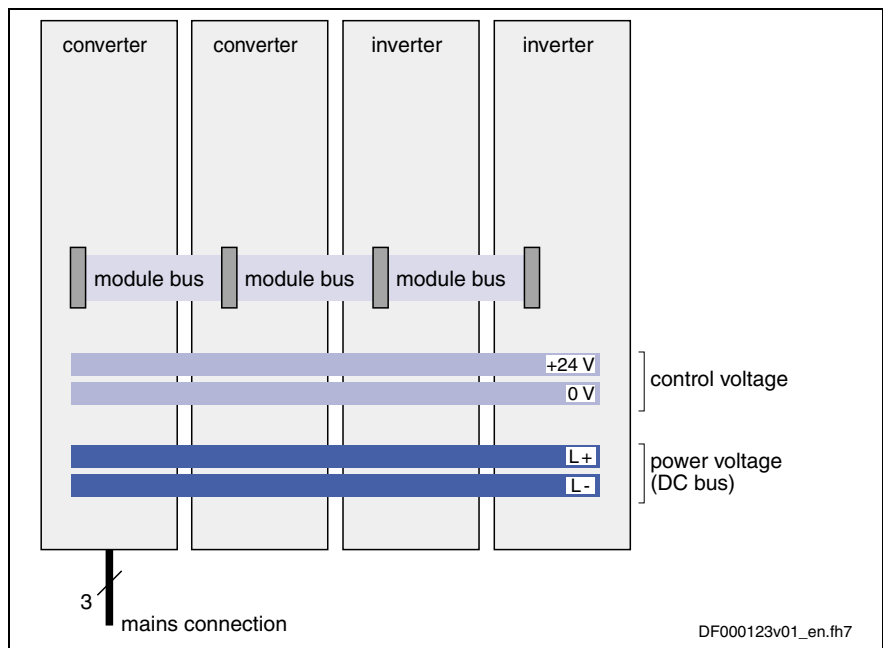 converter
converter
inverter
inverter
module bus
module bus
module bus
+24 V
0 V
control voltage
L+
L-
power voltage
(DC bus)
3
mains connection
DF000123v01_en.fh7